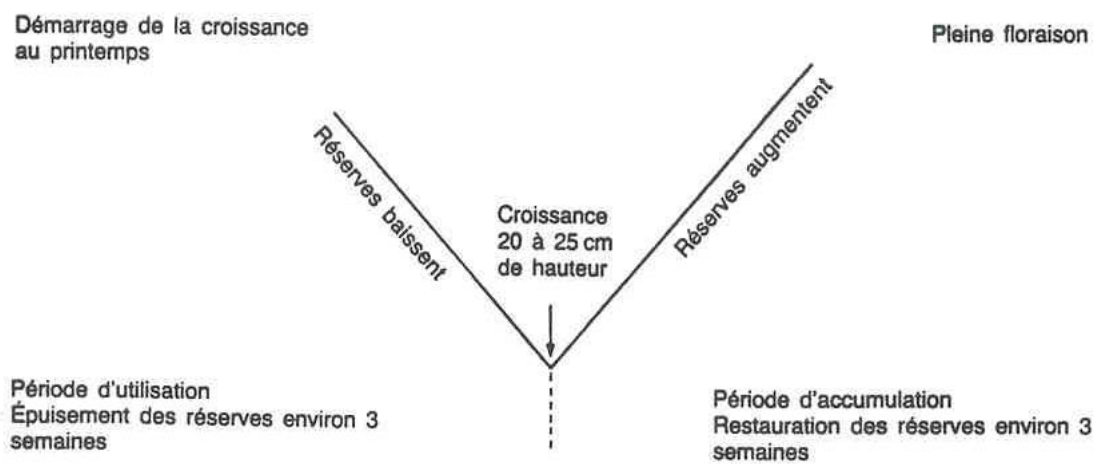 Démarrage de la croissance
au printemps
Pleine floraison
Réserves baissent
Réserves augmentent
Croissance
20 à 25 cm
de hauteur
Période d'utilisation
Épuisement des réserves environ 3
semaines
Période d'accumulation
Restauration des réserves environ 3
semaines